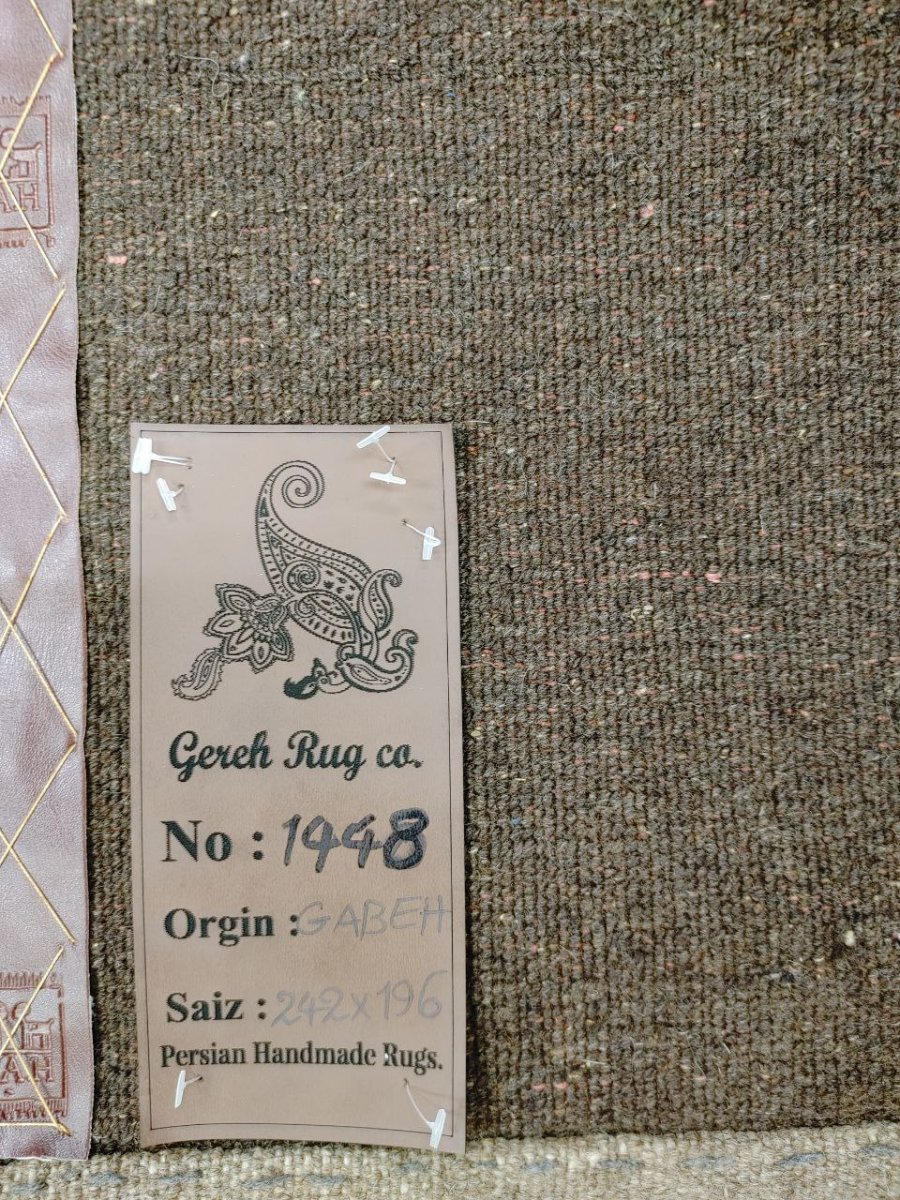 Gereh Rug co.
No : 1448
Orgin : GABEH
Saiz : 242x196
Persian Handmade Rugs.